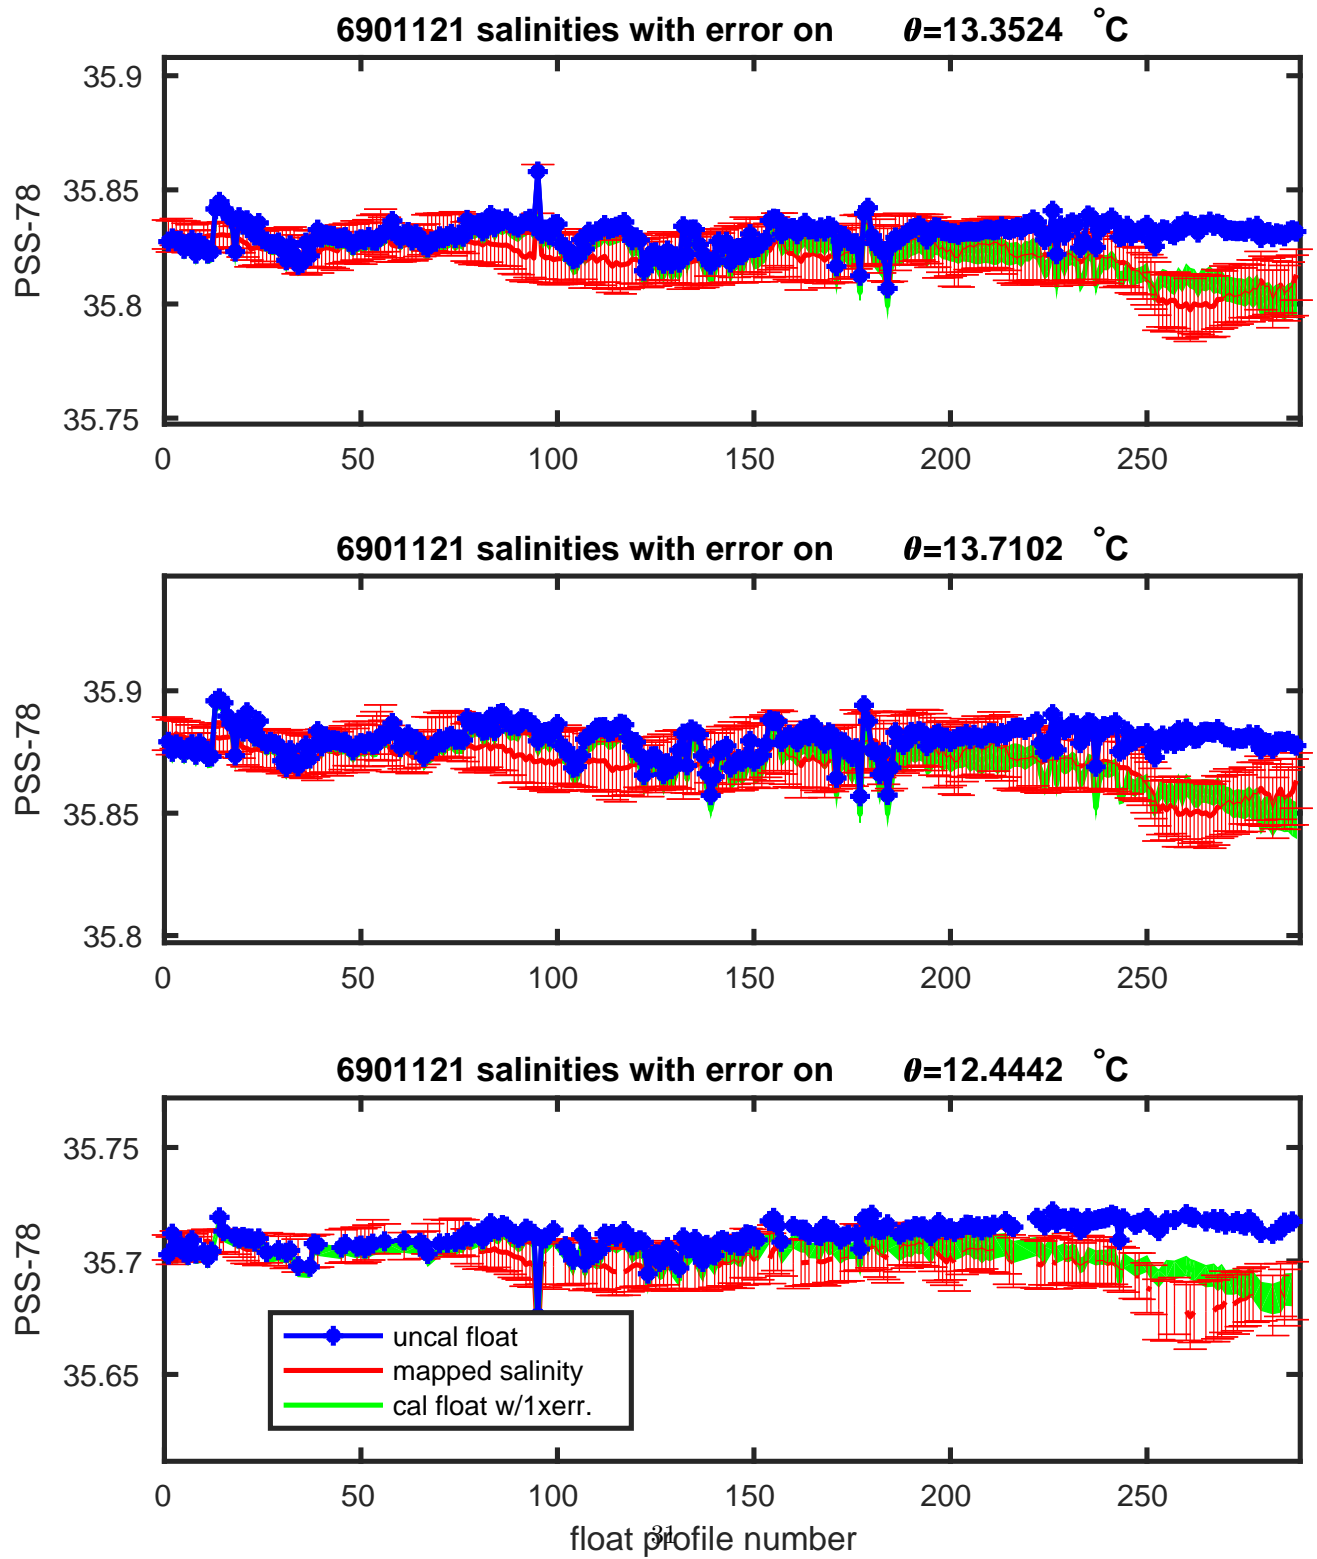 6901121 salinities with error on θ=13.3524 °C
PSS-78
35.9
35.85
35.8
35.75
0 50 100 150 200 250
6901121 salinities with error on θ=13.7102 °C
PSS-78
35.9
35.85
35.8
0 50 100 150 200 250
6901121 salinities with error on θ=12.4442 °C
PSS-78
35.75
35.7
35.65
uncal float
mapped salinity
cal float w/1xerr.
0 50 100 150 200 250
float profile number
31